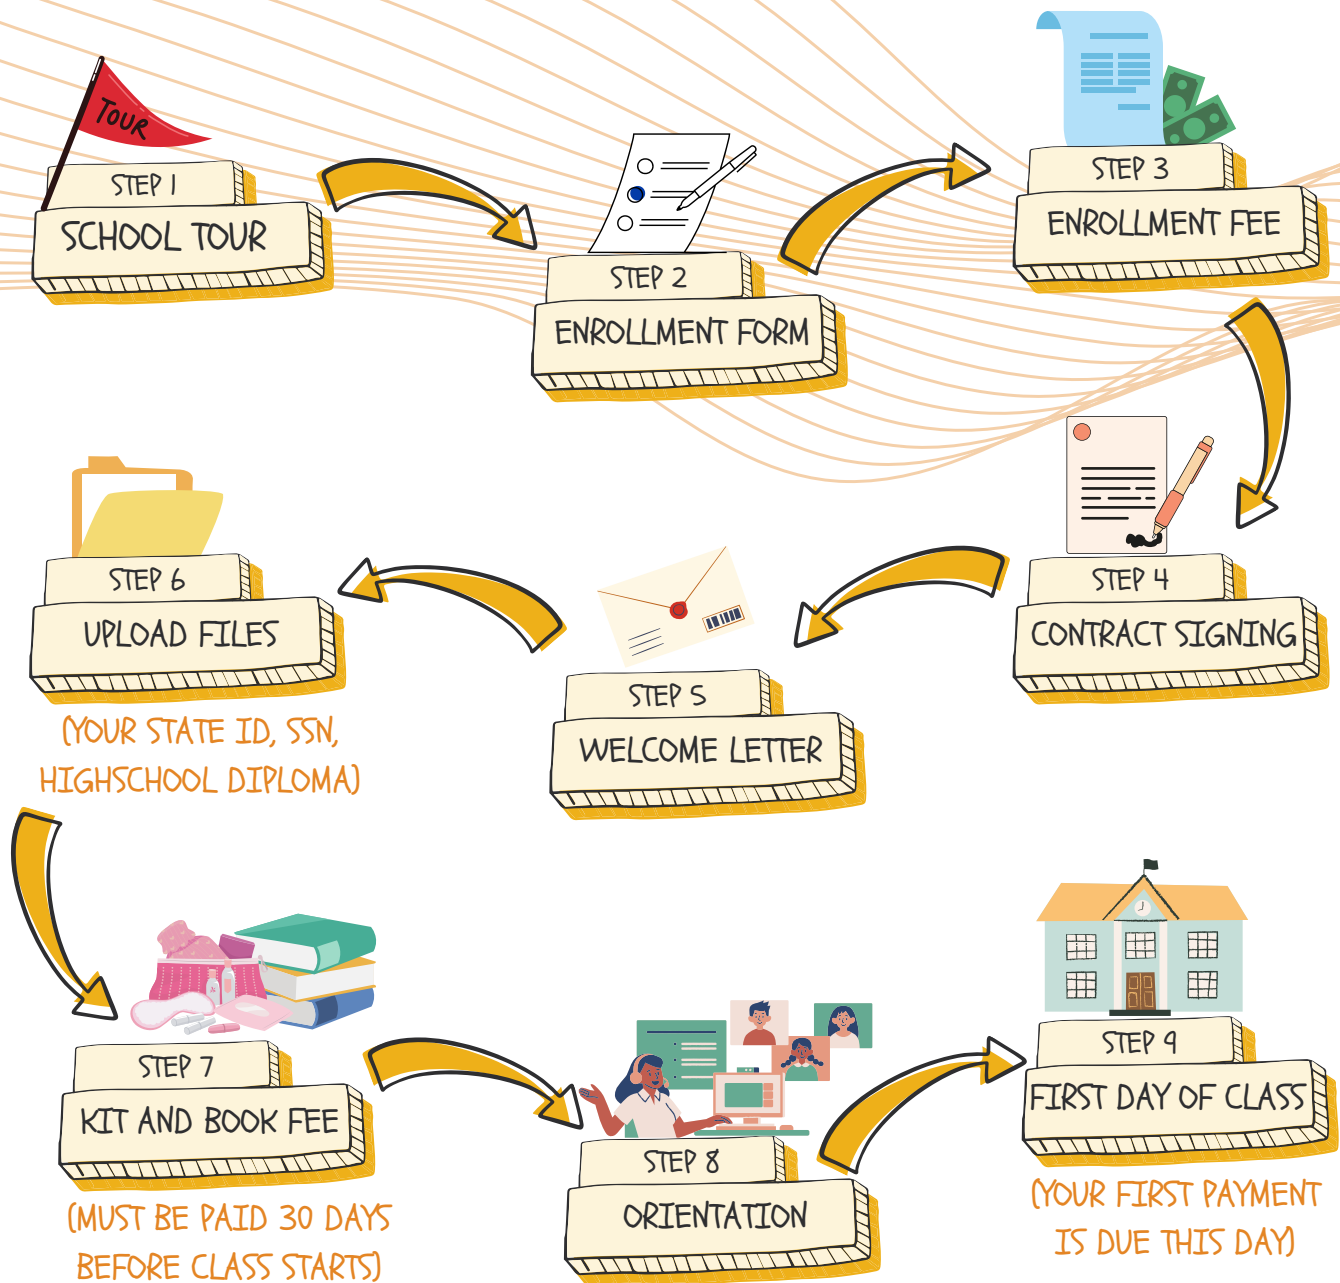 TOUR
STEP 1
SCHOOL TOUR
STEP 2
ENROLLMENT FORM
STEP 3
ENROLLMENT FEE
STEP 4
CONTRACT SIGNING
STEP 5
WELCOME LETTER
STEP 6
UPLOAD FILES
(YOUR STATE ID, SSN,
HIGHSCHOOL DIPLOMA)
STEP 7
KIT AND BOOK FEE
(MUST BE PAID 30 DAYS
BEFORE CLASS STARTS)
STEP 8
ORIENTATION
STEP 9
FIRST DAY OF CLASS
(YOUR FIRST PAYMENT
IS DUE THIS DAY)